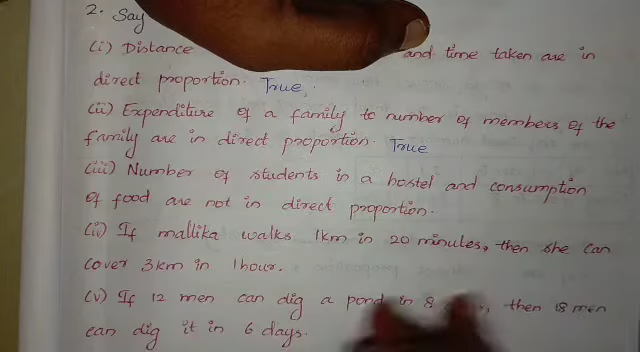 2. Say
(i) Distance and time taken are in
direct proportion. True.
(ii) Expenditure of a family to number of members of the
family are in direct proportion. True
(iii) Number of students in a hostel and consumption
of food are not in direct proportion.
(iv) If mallika walks 1km in 20 minutes, then she can
cover 3km in 1hour.
(v) If 12 men can dig a pond in 8 then 18 men
can dig it in 6 days.